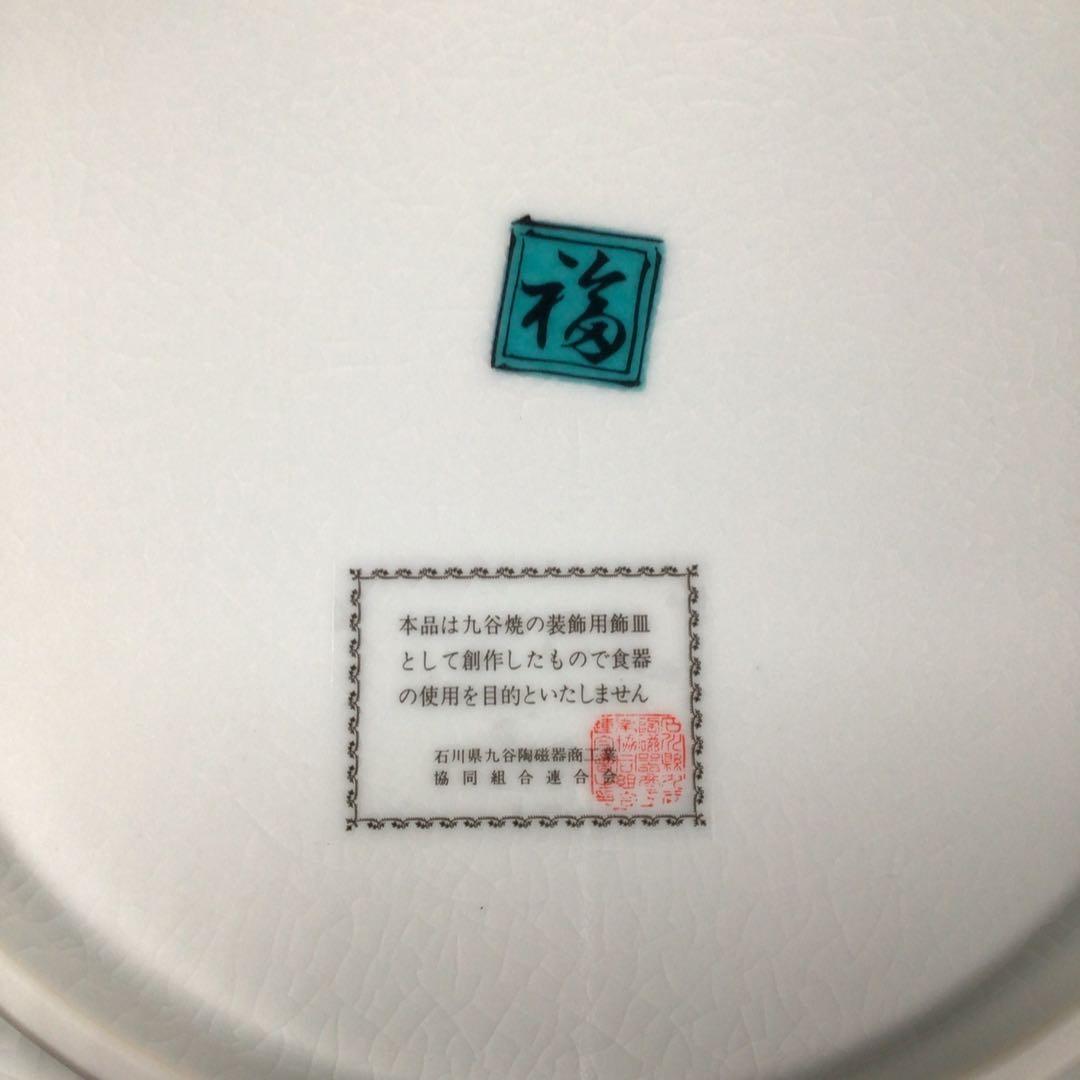 福
本品は九谷焼の装飾用飾皿
として創作したもので食器
の使用を目的といたしません
石川県九谷陶磁器商工業
協同組合連合会